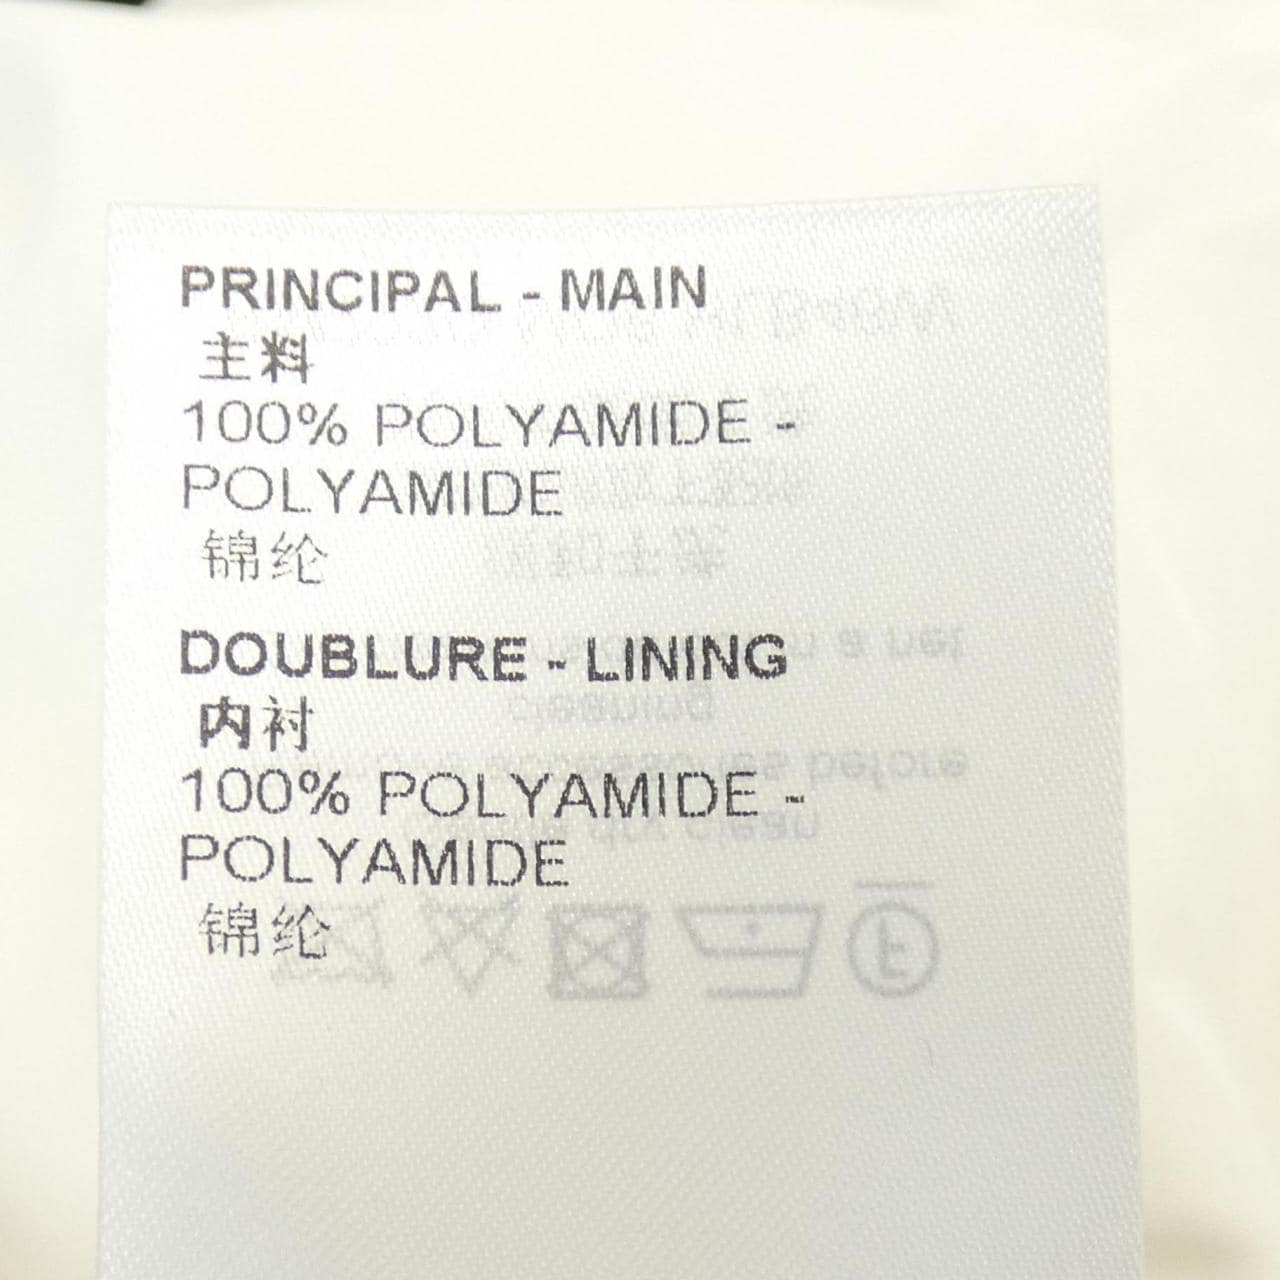 PRINCIPAL - MAIN
主料
100% POLYAMIDE -
POLYAMIDE
锦纶
DOUBLURE - LINING
内衬
100% POLYAMIDE -
POLYAMIDE
锦纶